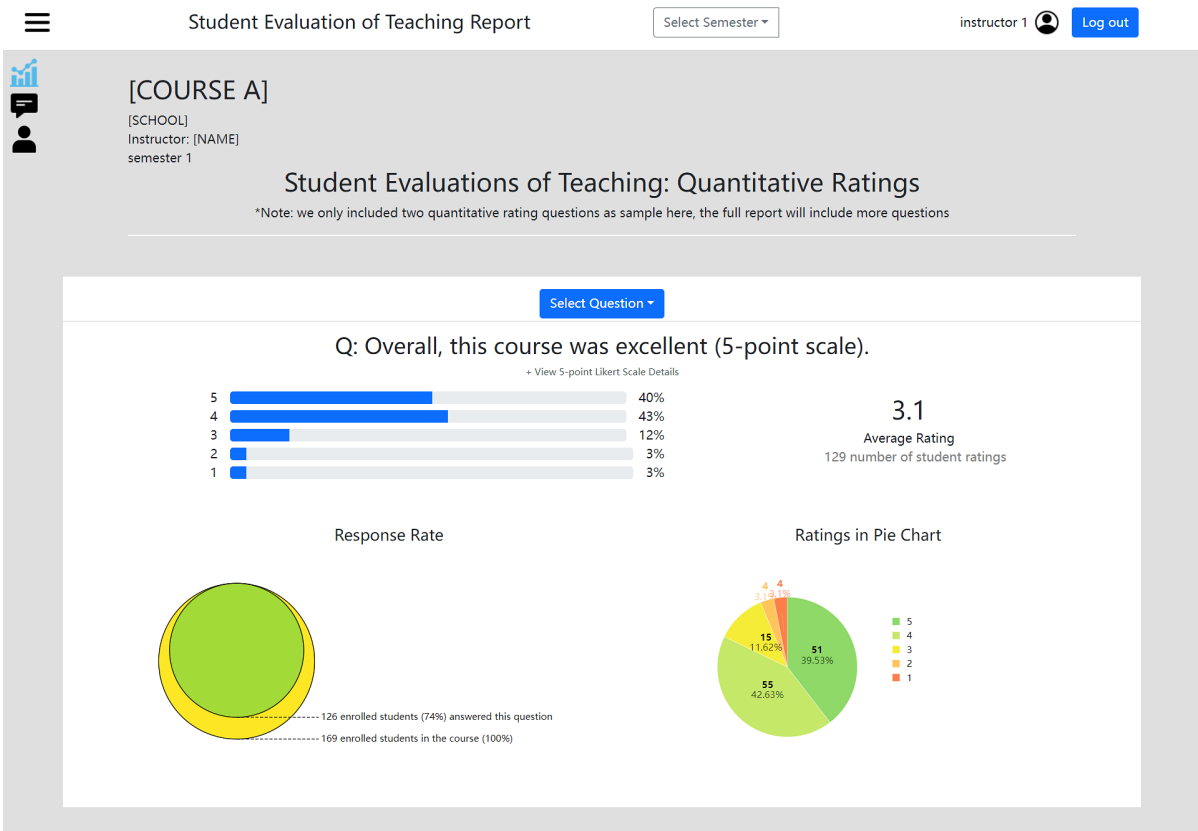 Student Evaluation of Teaching Report
Select Semester
instructor 1
Log out
[COURSE A]
[SCHOOL]
Instructor: [NAME]
semester 1
Student Evaluations of Teaching: Quantitative Ratings
*Note: we only included two quantitative rating questions as sample here, the full report will include more questions
Select Question
Q: Overall, this course was excellent (5-point scale).
+ View 5-point Likert Scale Details
5 40%
4 43%
3 12%
2 3%
1 3%
3.1
Average Rating
129 number of student ratings
Response Rate
126 enrolled students (74%) answered this question
169 enrolled students in the course (100%)
Ratings in Pie Chart
4
3.1%
4
3.1%
15
11.62%
51
39.53%
55
42.63%
5
4
3
2
1